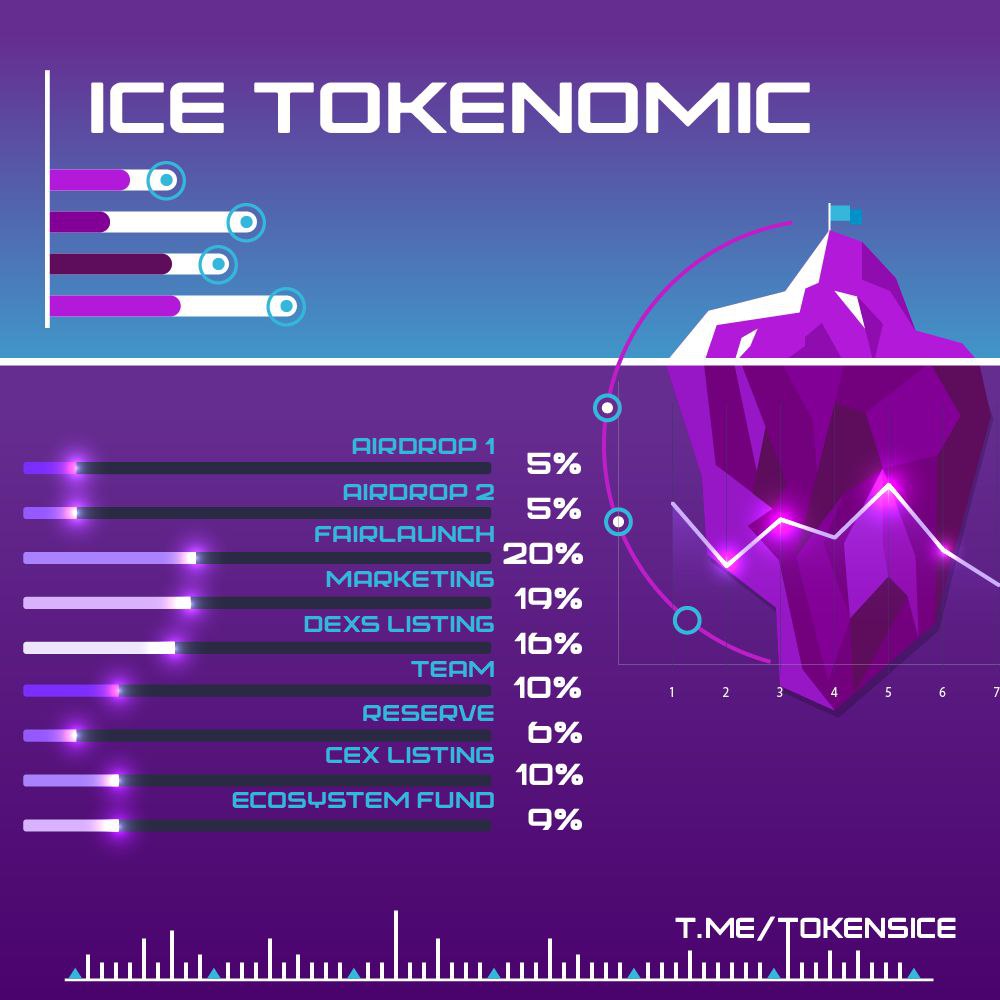 ICE TOKENOMIC
AIRDROP 1
5%
AIRDROP 2
5%
FAIRLAUNCH
20%
MARKETING
19%
DEXS LISTING
16%
TEAM
10%
RESERVE
6%
CEX LISTING
10%
ECOSYSTEM FUND
9%
1 2 3 4 5 6 7
T.ME/TOKENSICE